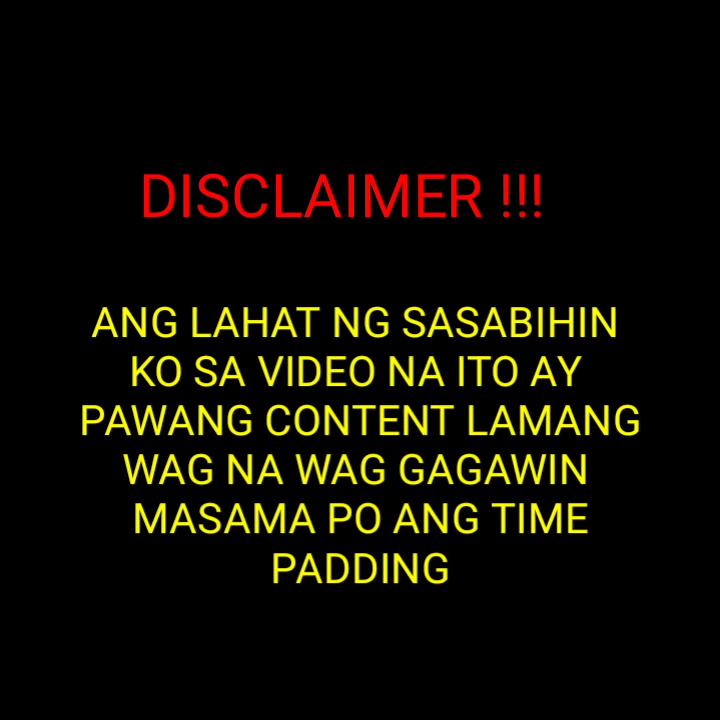 DISCLAIMER !!!
ANG LAHAT NG SASABIHIN
KO SA VIDEO NA ITO AY
PAWANG CONTENT LAMANG
WAG NA WAG GAGAWIN
MASAMA PO ANG TIME
PADDING